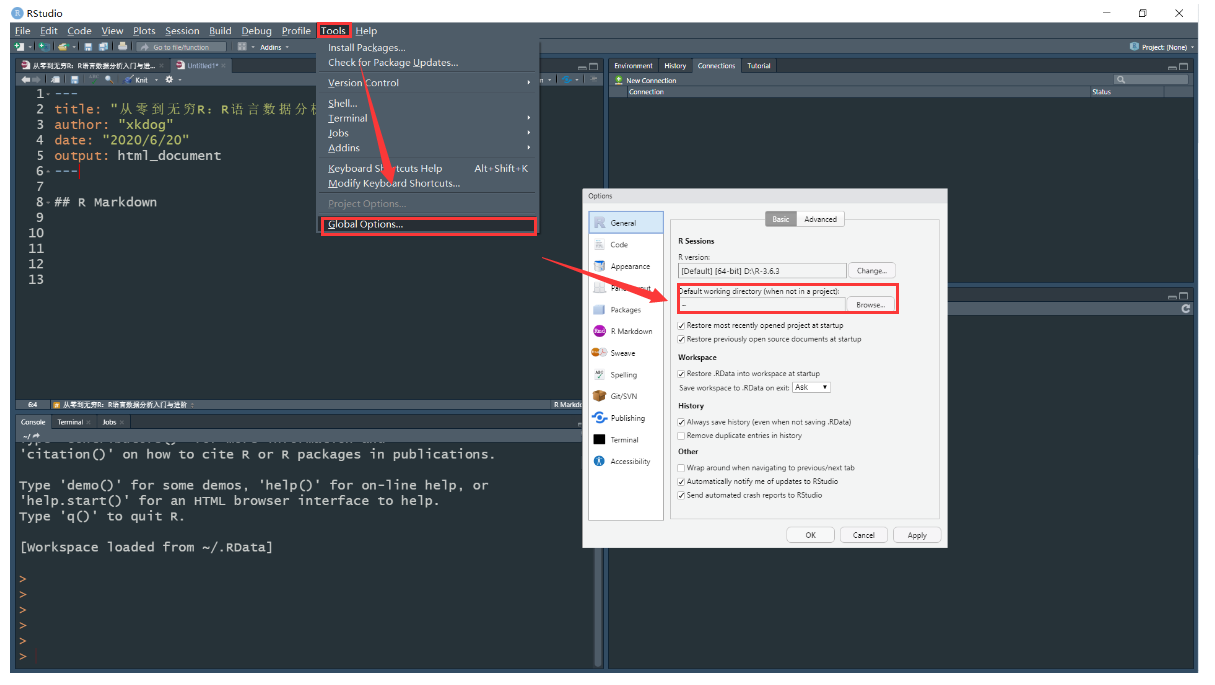 RStudio
File Edit Code View Plots Session Build Debug Profile Tools Help
Go to file/function
Addins
Project: (None)
从零到无穷R：R语言数据分析入门与进...
Untitled1*
Knit
1 ---
2 title: "从零到无穷R：R语言数据分析
3 author: "xkdog"
4 date: "2020/6/20"
5 output: html_document
6 ---
7
8 ## R Markdown
9
10
11
12
13
6:4
从零到无穷R：R语言数据分析入门与进阶
R Markdo
Install Packages...
Check for Package Updates...
Version Control
Shell...
Terminal
Jobs
Addins
Keyboard Shortcuts Help Alt+Shift+K
Modify Keyboard Shortcuts...
Project Options...
Global Options...
Environment History Connections Tutorial
New Connection
Connection Status
Console Terminal Jobs
~/
'citation()' on how to cite R or R packages in publications.
Type 'demo()' for some demos, 'help()' for on-line help, or
'help.start()' for an HTML browser interface to help.
Type 'q()' to quit R.
[Workspace loaded from ~/.RData]
>
>
>
>
>
>
Options
General
Code
Appearance
Packages
R Markdown
Sweave
Spelling
Git/SVN
Publishing
Terminal
Accessibility
Basic Advanced
R Sessions
R version:
[Default] [64-bit] D:\R-3.6.3 Change...
Default working directory (when not in a project):
~ Browse...
Restore most recently opened project at startup
Restore previously open source documents at startup
Workspace
Restore .RData into workspace at startup
Save workspace to .RData on exit: Ask
History
Always save history (even when not saving .RData)
Remove duplicate entries in history
Other
Wrap around when navigating to previous/next tab
Automatically notify me of updates to RStudio
Send automated crash reports to RStudio
OK Cancel Apply